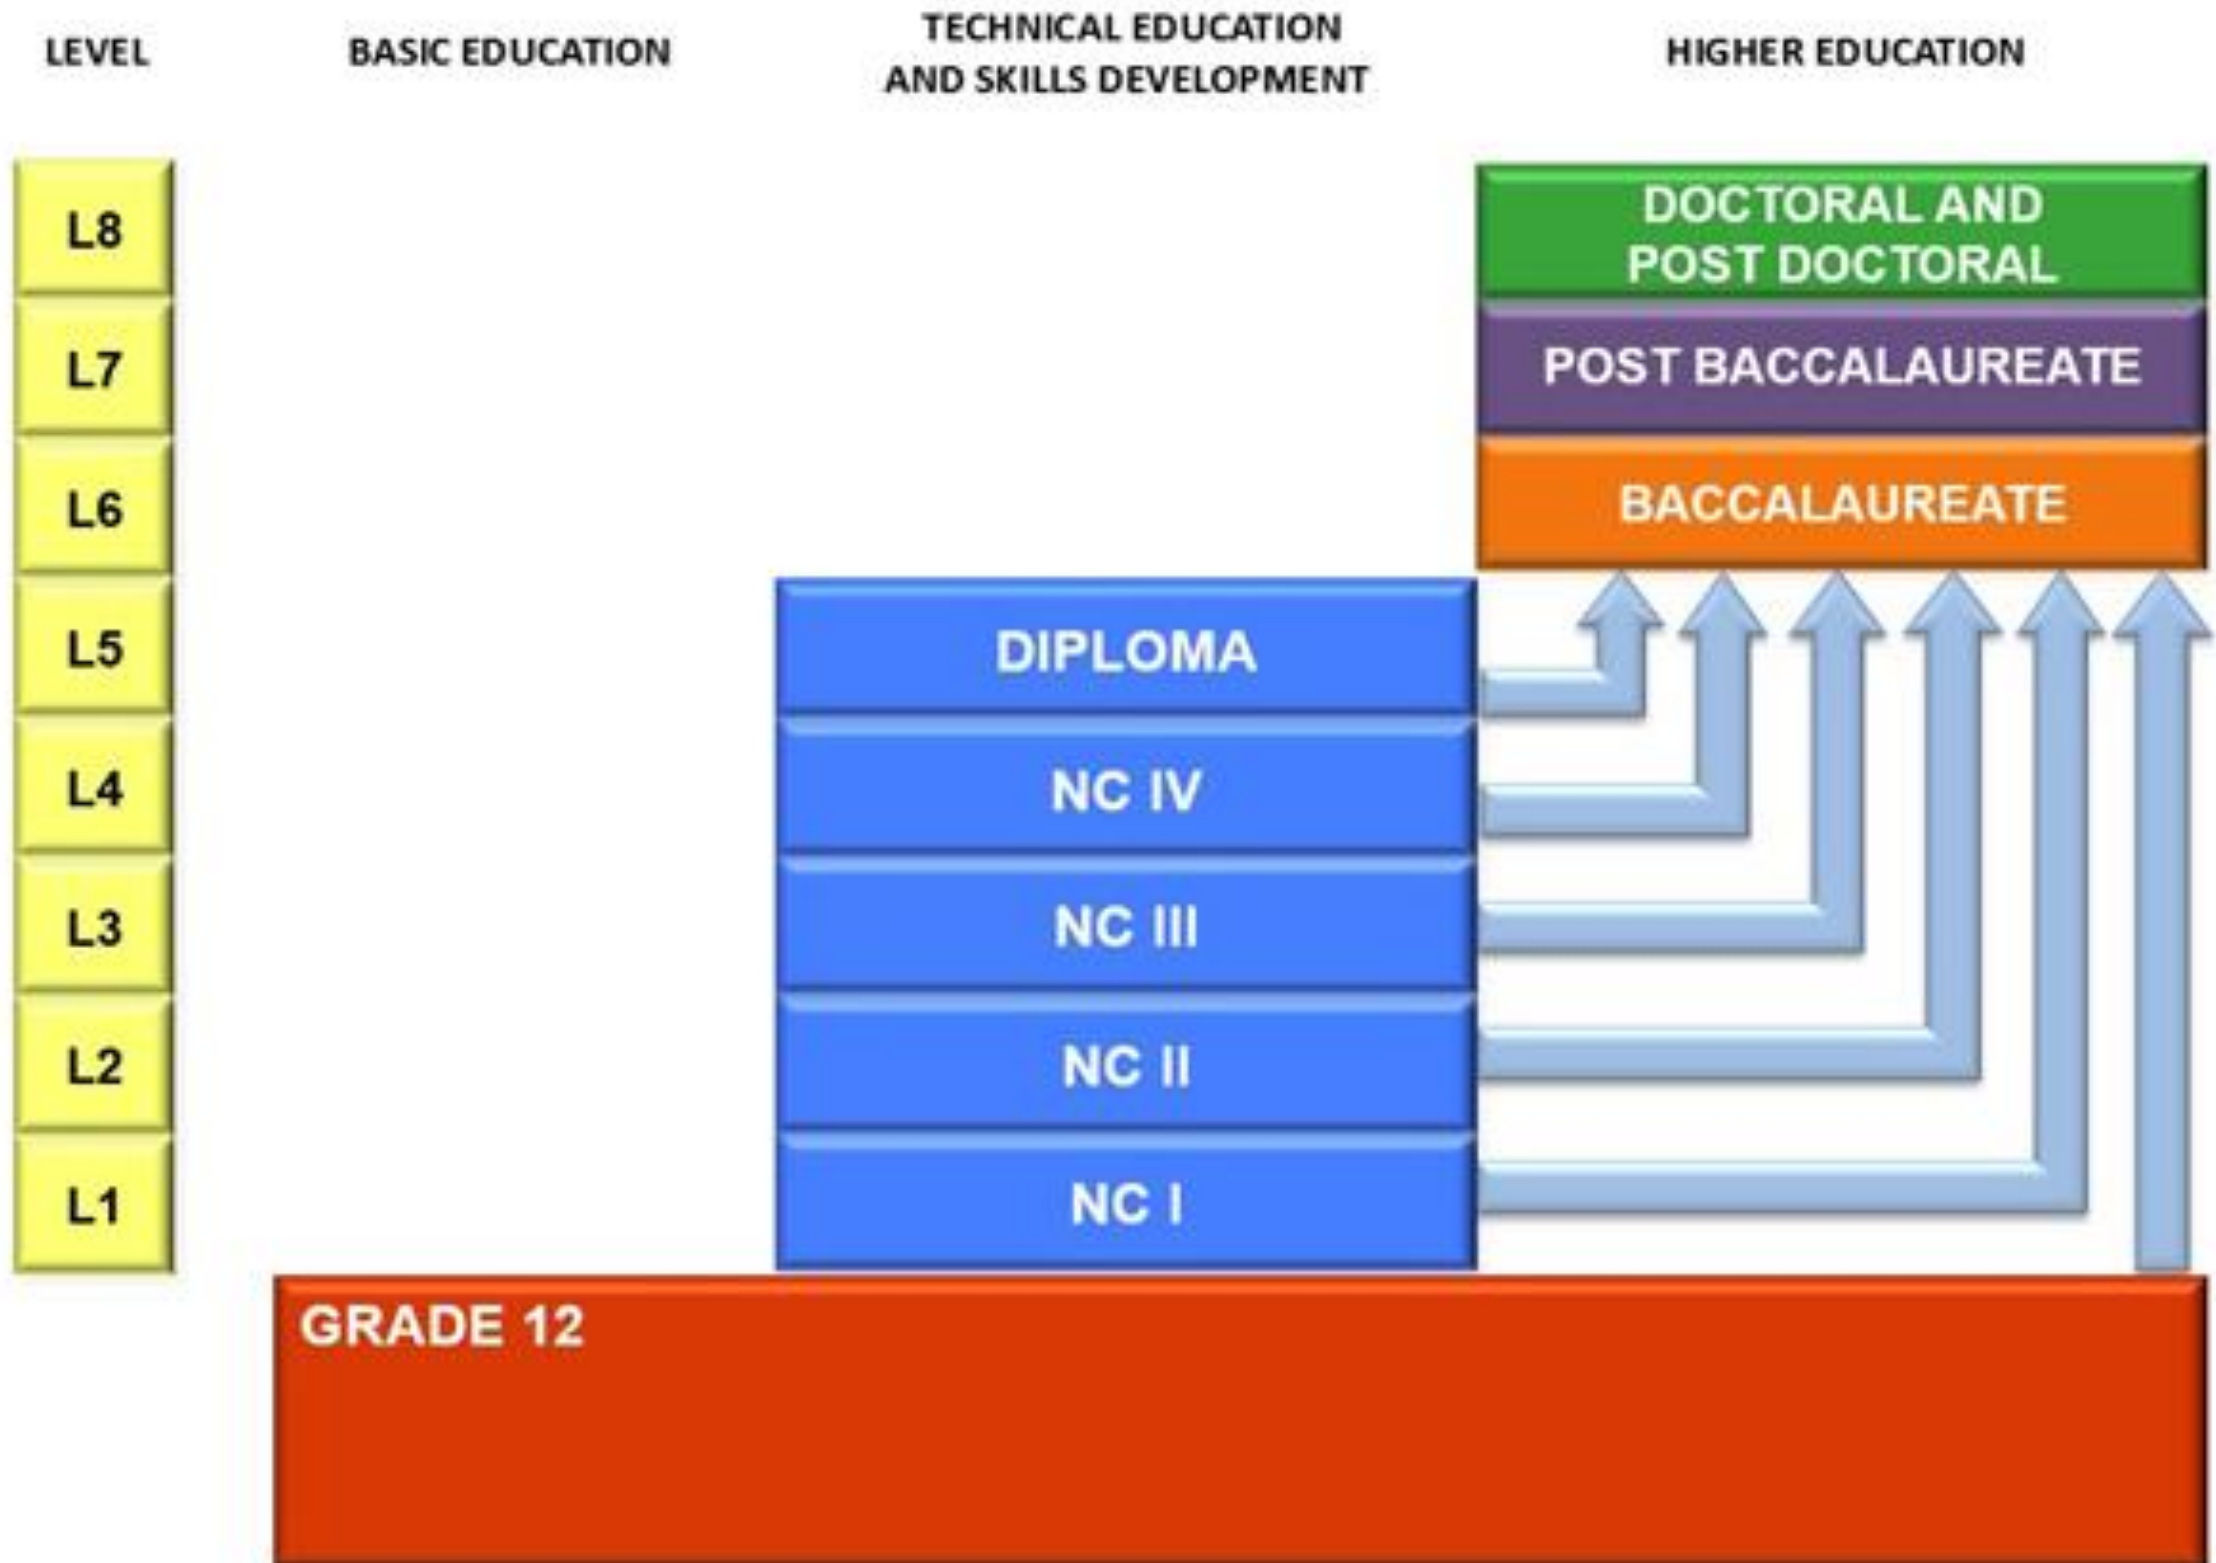 LEVEL
BASIC EDUCATION
TECHNICAL EDUCATION
AND SKILLS DEVELOPMENT
HIGHER EDUCATION
L8
DOCTORAL AND
POST DOCTORAL
L7
POST BACCALAUREATE
L6
BACCALAUREATE
L5
DIPLOMA
L4
NC IV
L3
NC III
L2
NC II
L1
NC I
GRADE 12